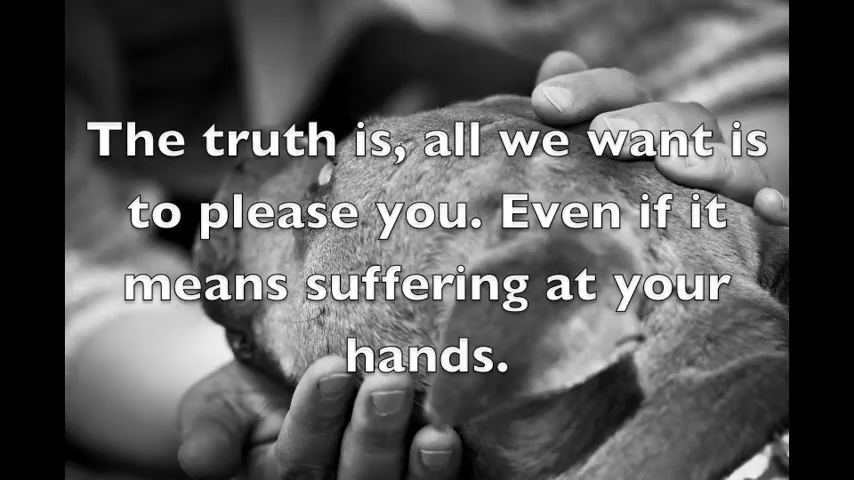 The truth is, all we want is
to please you. Even if it
means suffering at your
hands.